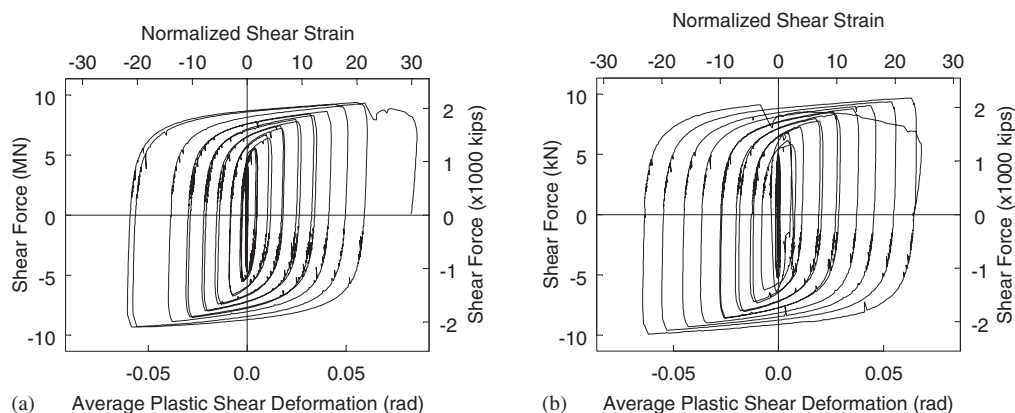 Normalized Shear Strain
-30 -20 -10 0 10 20 30
10
5
0
-5
-10
Shear Force (MN)
2
1
0
-1
-2
Shear Force (x1000 kips)
-0.05 0.0 0.05
(a) Average Plastic Shear Deformation (rad)
Normalized Shear Strain
-30 -20 -10 0 10 20 30
10
5
0
-5
-10
Shear Force (kN)
2
1
0
-1
-2
Shear Force (x1000 kips)
-0.05 0.0 0.05
(b) Average Plastic Shear Deformation (rad)